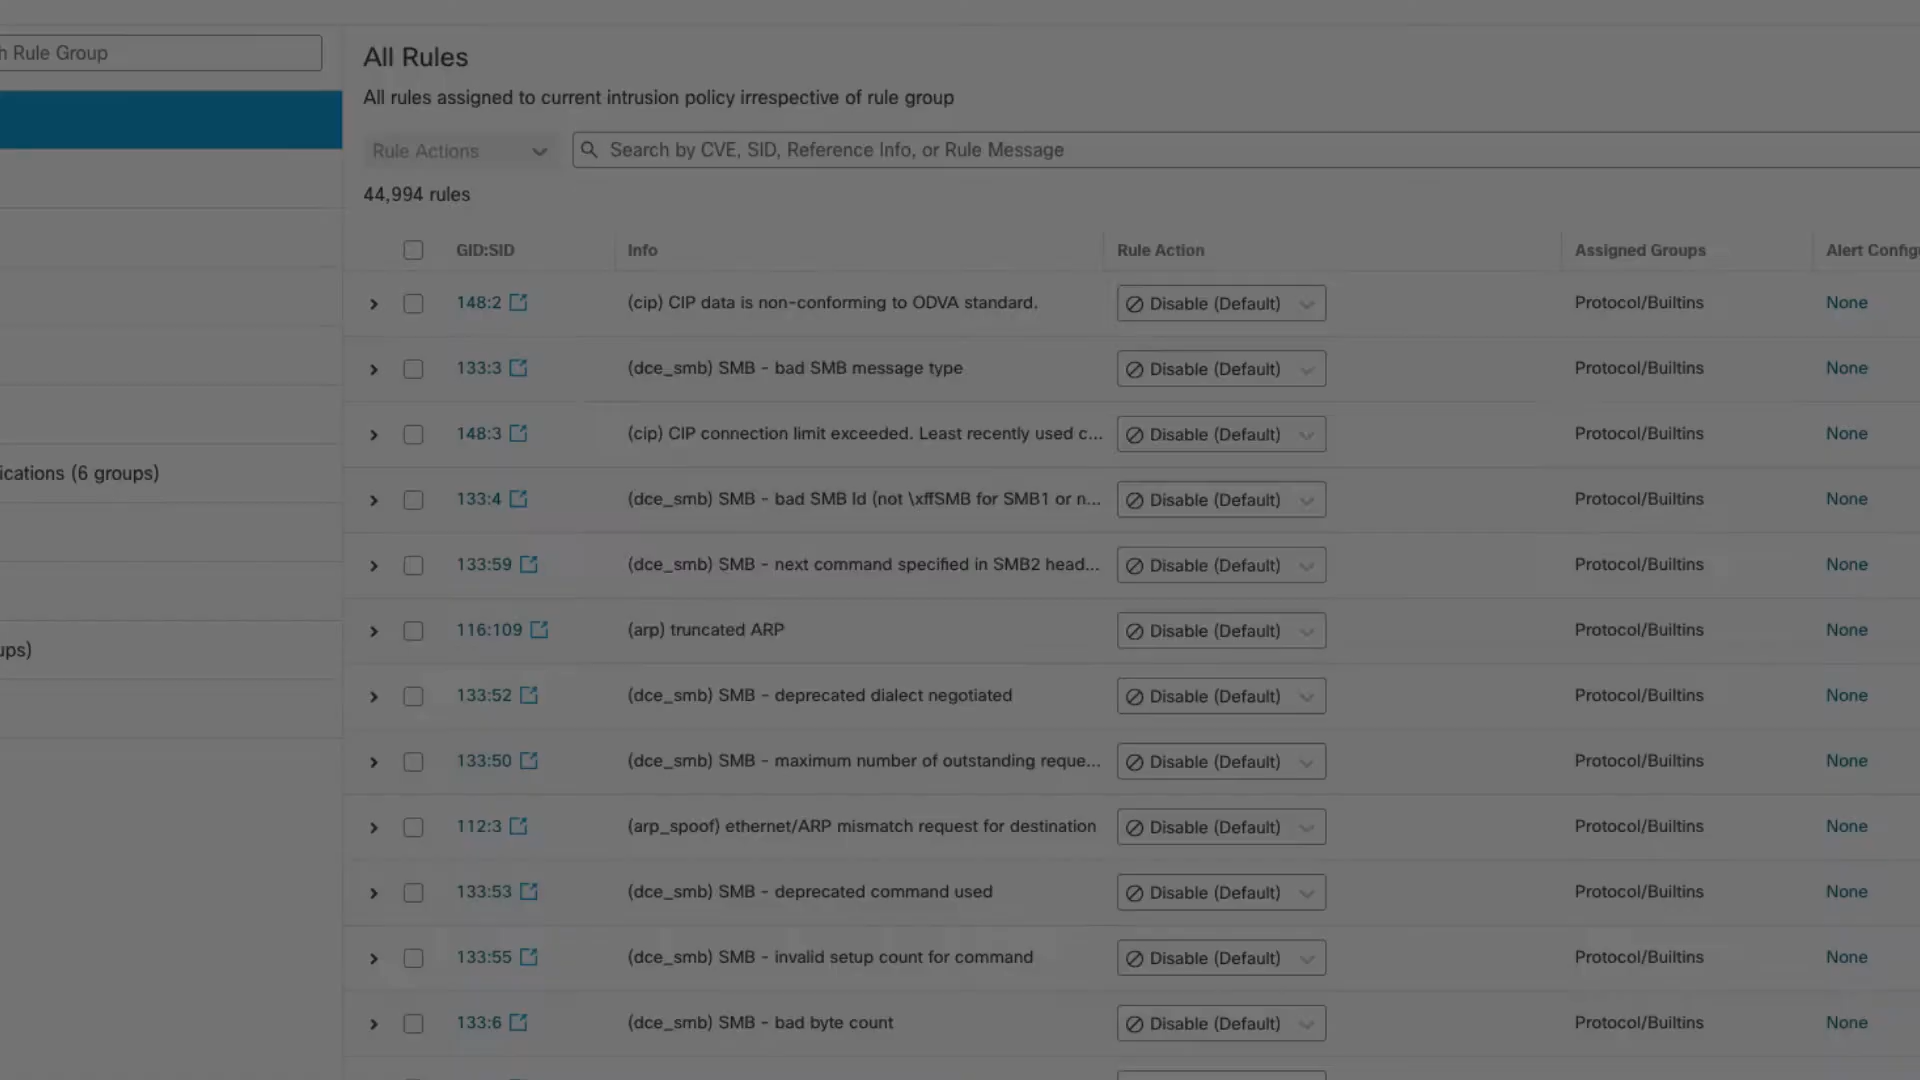 Rule Group
ications (6 groups)
ups)
All Rules
All rules assigned to current intrusion policy irrespective of rule group
Rule Actions
Search by CVE, SID, Reference Info, or Rule Message
44,994 rules
GID:SID Info Rule Action Assigned Groups Alert Config
148:2 (cip) CIP data is non-conforming to ODVA standard. Disable (Default) Protocol/Builtins None
133:3 (dce_smb) SMB - bad SMB message type Disable (Default) Protocol/Builtins None
148:3 (cip) CIP connection limit exceeded. Least recently used c... Disable (Default) Protocol/Builtins None
133:4 (dce_smb) SMB - bad SMB Id (not \xffSMB for SMB1 or n... Disable (Default) Protocol/Builtins None
133:59 (dce_smb) SMB - next command specified in SMB2 head... Disable (Default) Protocol/Builtins None
116:109 (arp) truncated ARP Disable (Default) Protocol/Builtins None
133:52 (dce_smb) SMB - deprecated dialect negotiated Disable (Default) Protocol/Builtins None
133:50 (dce_smb) SMB - maximum number of outstanding reque... Disable (Default) Protocol/Builtins None
112:3 (arp_spoof) ethernet/ARP mismatch request for destination Disable (Default) Protocol/Builtins None
133:53 (dce_smb) SMB - deprecated command used Disable (Default) Protocol/Builtins None
133:55 (dce_smb) SMB - invalid setup count for command Disable (Default) Protocol/Builtins None
133:6 (dce_smb) SMB - bad byte count Disable (Default) Protocol/Builtins None